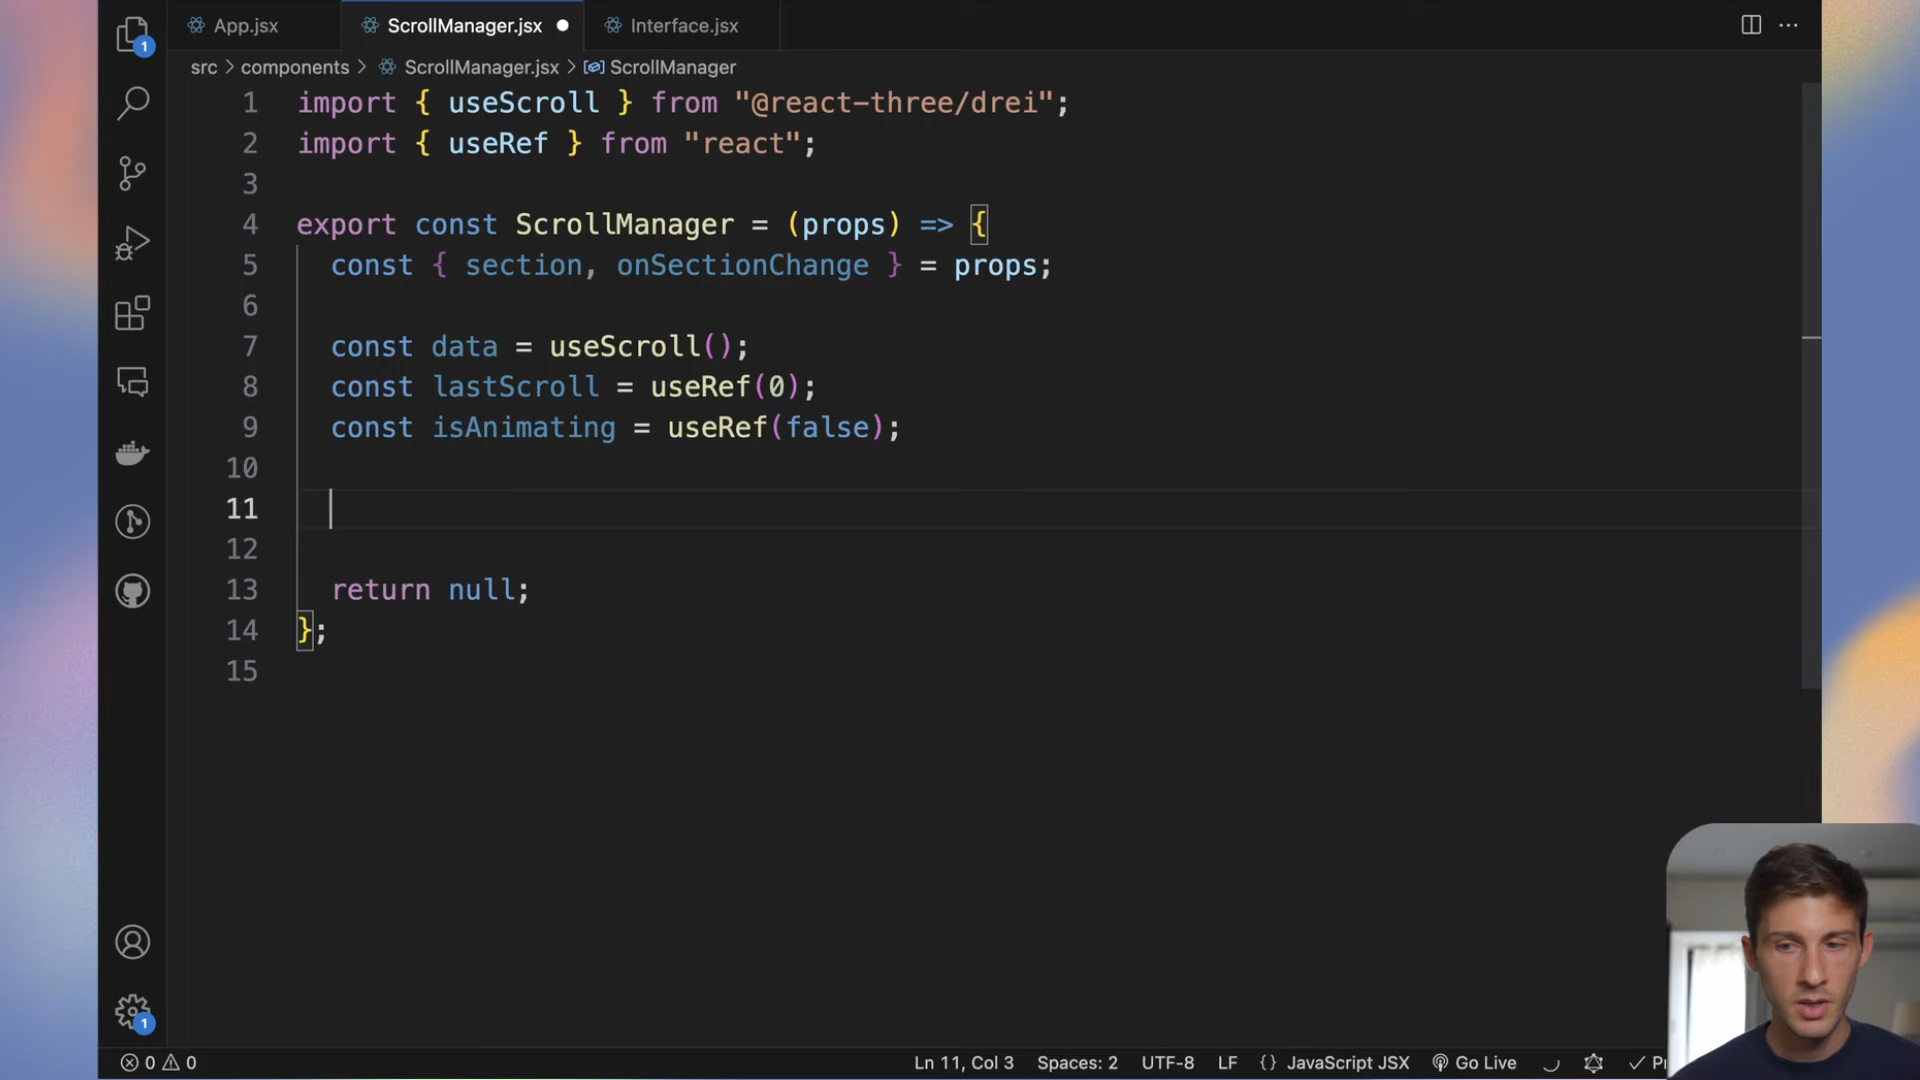 App.jsx
ScrollManager.jsx
Interface.jsx
src > components > ScrollManager.jsx > ScrollManager
1 import { useScroll } from "@react-three/drei";
2 import { useRef } from "react";
3
4 export const ScrollManager = (props) => {
5 const { section, onSectionChange } = props;
6
7 const data = useScroll();
8 const lastScroll = useRef(0);
9 const isAnimating = useRef(false);
10
11
12
13 return null;
14 };
15
1
1
0 0
Ln 11, Col 3 Spaces: 2 UTF-8 LF {} JavaScript JSX Go Live